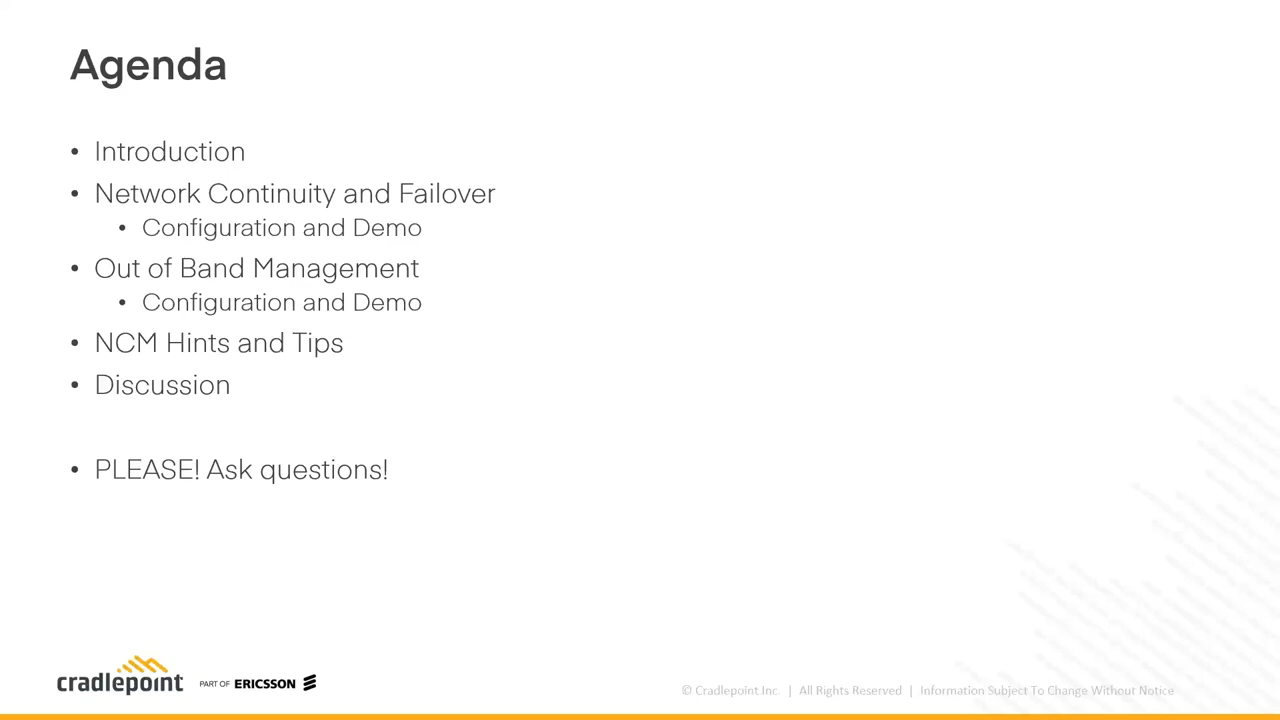 Agenda
• Introduction
• Network Continuity and Failover
• Configuration and Demo
• Out of Band Management
• Configuration and Demo
• NCM Hints and Tips
• Discussion
• PLEASE! Ask questions!
cradlepoint PART OF ERICSSON
© Cradlepoint Inc. | All Rights Reserved | Information Subject To Change Without Notice